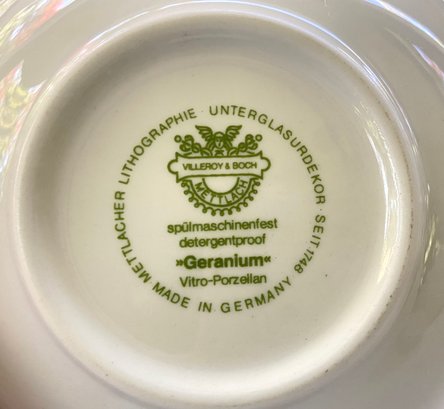 METTLACHER LITHOGRAPHIE UNTERGLASURDEKOR SEIT 1748
VILLEROY & BOCH
METTLACH
spülmaschinenfest
detergentproof
»Geranium«
Vitro-Porzellan
MADE IN GERMANY